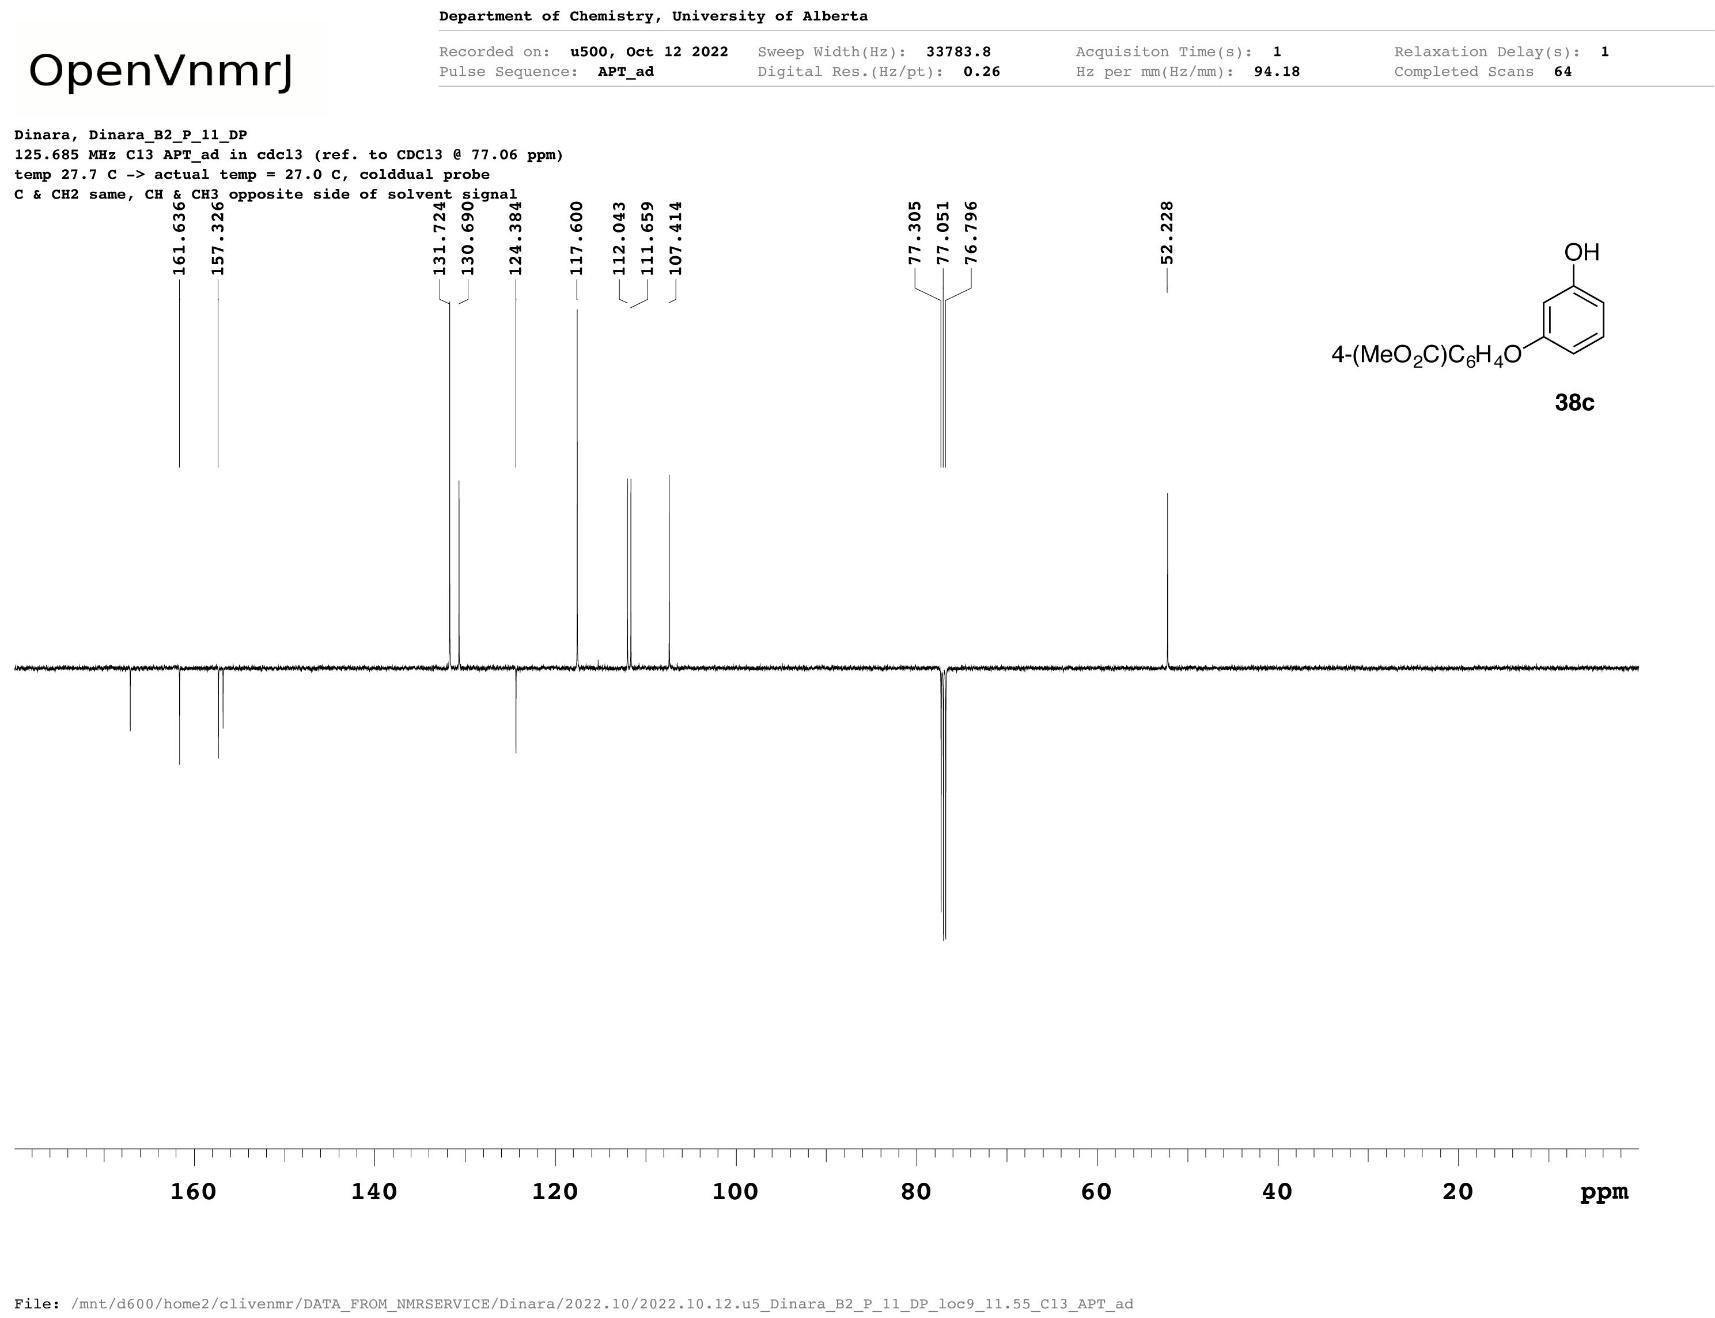 Department of Chemistry, University of Alberta
OpenVnmrJ
Recorded on: u500, Oct 12 2022 Sweep Width(Hz): 33783.8 Acquisiton Time(s): 1 Relaxation Delay(s): 1
Pulse Sequence: APT_ad Digital Res.(Hz/pt): 0.26 Hz per mm(Hz/mm): 94.18 Completed Scans 64
Dinara, Dinara_B2_P_11_DP
125.685 MHz C13 APT_ad in cdcl3 (ref. to CDCl3 @ 77.06 ppm)
temp 27.7 C -> actual temp = 27.0 C, colddual probe
C & CH2 same, CH & CH3 opposite side of solvent signal
161.636
157.326
131.724
130.690
124.384
117.600
112.043
111.659
107.414
77.305
77.051
76.796
52.228
OH
4-(MeO₂C)C₆H₄O
38c
160 140 120 100 80 60 40 20 ppm
File: /mnt/d600/home2/clivenmr/DATA_FROM_NMRSERVICE/Dinara/2022.10/2022.10.12.u5_Dinara_B2_P_11_DP_loc9_11.55_C13_APT_ad